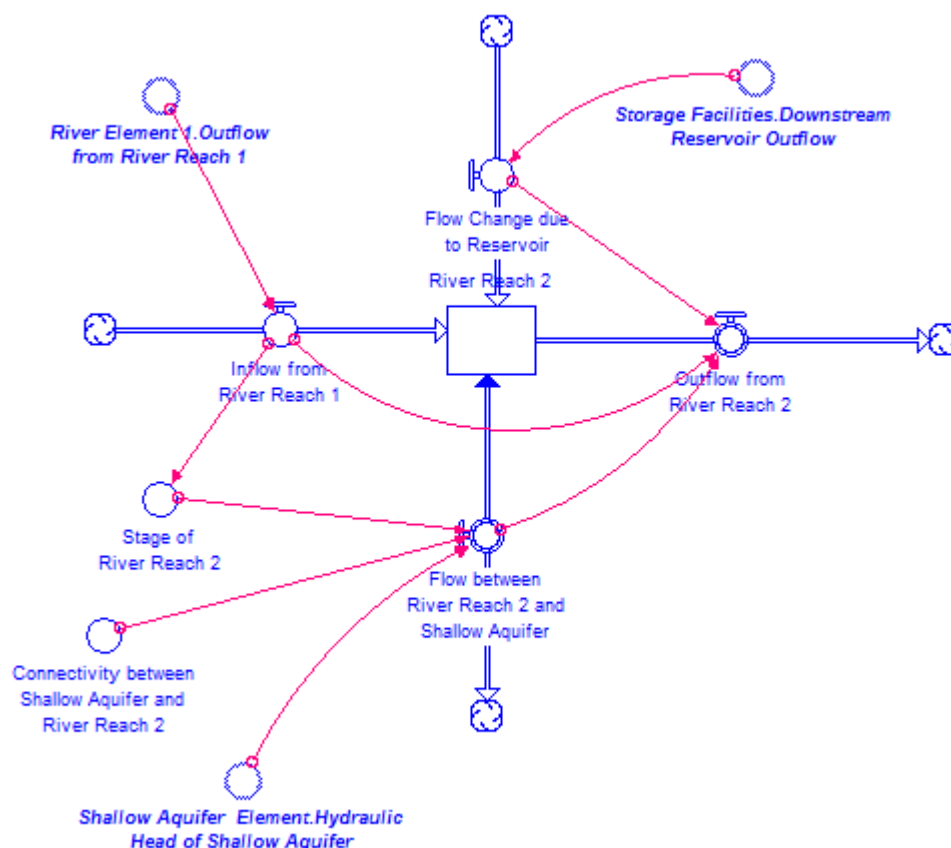 River Element 1.Outflow
from River Reach 1
Storage Facilities.Downstream
Reservoir Outflow
Flow Change due
to Reservoir
River Reach 2
Inflow from
River Reach 1
Outflow from
River Reach 2
Stage of
River Reach 2
Flow between
River Reach 2 and
Shallow Aquifer
Connectivity between
Shallow Aquifer and
River Reach 2
Shallow Aquifer Element.Hydraulic
Head of Shallow Aquifer